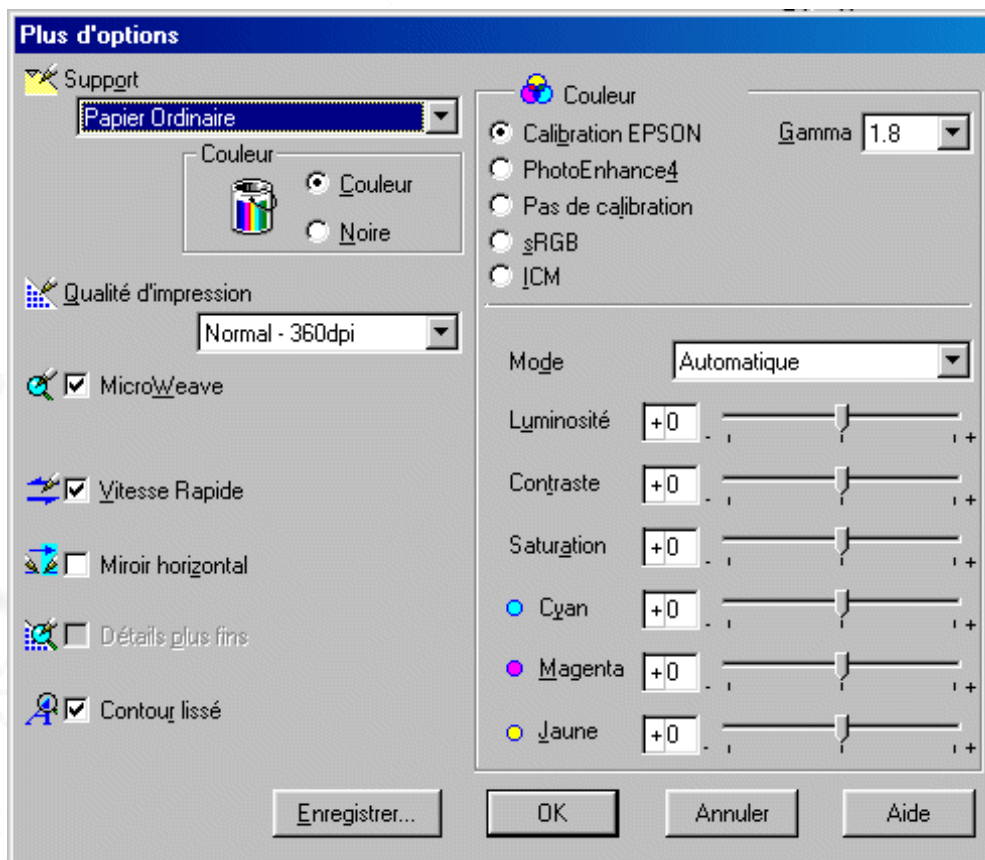 Plus d'options
Support
Papier Ordinaire
Couleur
Couleur
Noire
Qualité d'impression
Normal - 360dpi
MicroWeave
Vitesse Rapide
Miroir horizontal
Détails plus fins
Contour lissé
Couleur
Calibration EPSON
Gamma 1.8
PhotoEnhance4
Pas de calibration
sRGB
ICM
Mode Automatique
Luminosité +0 - +
Contraste +0 - +
Saturation +0 - +
Cyan +0 - +
Magenta +0 - +
Jaune +0 - +
Enregistrer... OK Annuler Aide